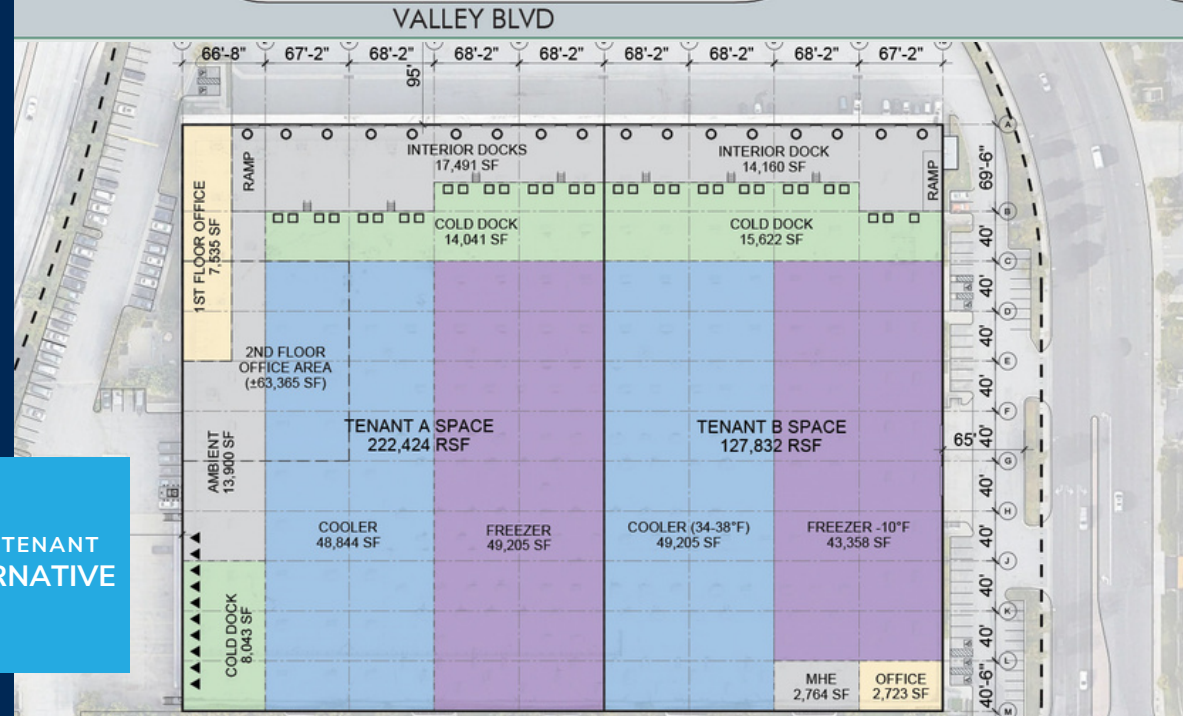 VALLEY BLVD
66'-8"
67'-2"
68'-2"
68'-2"
68'-2"
68'-2"
68'-2"
68'-2"
67'-2"
95'
INTERIOR DOCKS
17,491 SF
INTERIOR DOCK
14,160 SF
RAMP
RAMP
1ST FLOOR OFFICE
7,535 SF
COLD DOCK
14,041 SF
COLD DOCK
15,622 SF
2ND FLOOR
OFFICE AREA
(±63,365 SF)
TENANT A SPACE
222,424 RSF
TENANT B SPACE
127,832 RSF
AMBIENT
13,900 SF
COOLER
48,844 SF
FREEZER
49,205 SF
COOLER (34-38°F)
49,205 SF
FREEZER -10°F
43,358 SF
COLD DOCK
8,043 SF
MHE
2,764 SF
OFFICE
2,723 SF
65'
A
69'-6"
B
40'
C
40'
D
40'
E
40'
F
40'
G
40'
H
40'
J
40'
K
40'
L
40'-6"
M
TENANT
RNATIVE